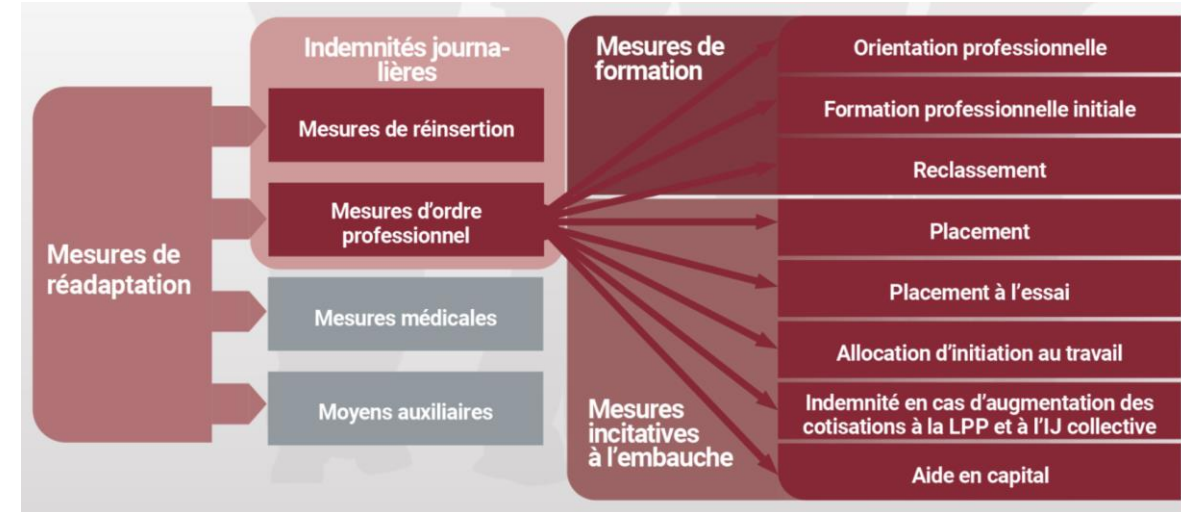 Mesures de
réadaptation
Indemnités journa-
lières
Mesures de réinsertion
Mesures d'ordre
professionnel
Mesures médicales
Moyens auxiliaires
Mesures de
formation
Mesures
incitatives
à l'embauche
Orientation professionnelle
Formation professionnelle initiale
Reclassement
Placement
Placement à l'essai
Allocation d'initiation au travail
Indemnité en cas d'augmentation des
cotisations à la LPP et à l'IJ collective
Aide en capital